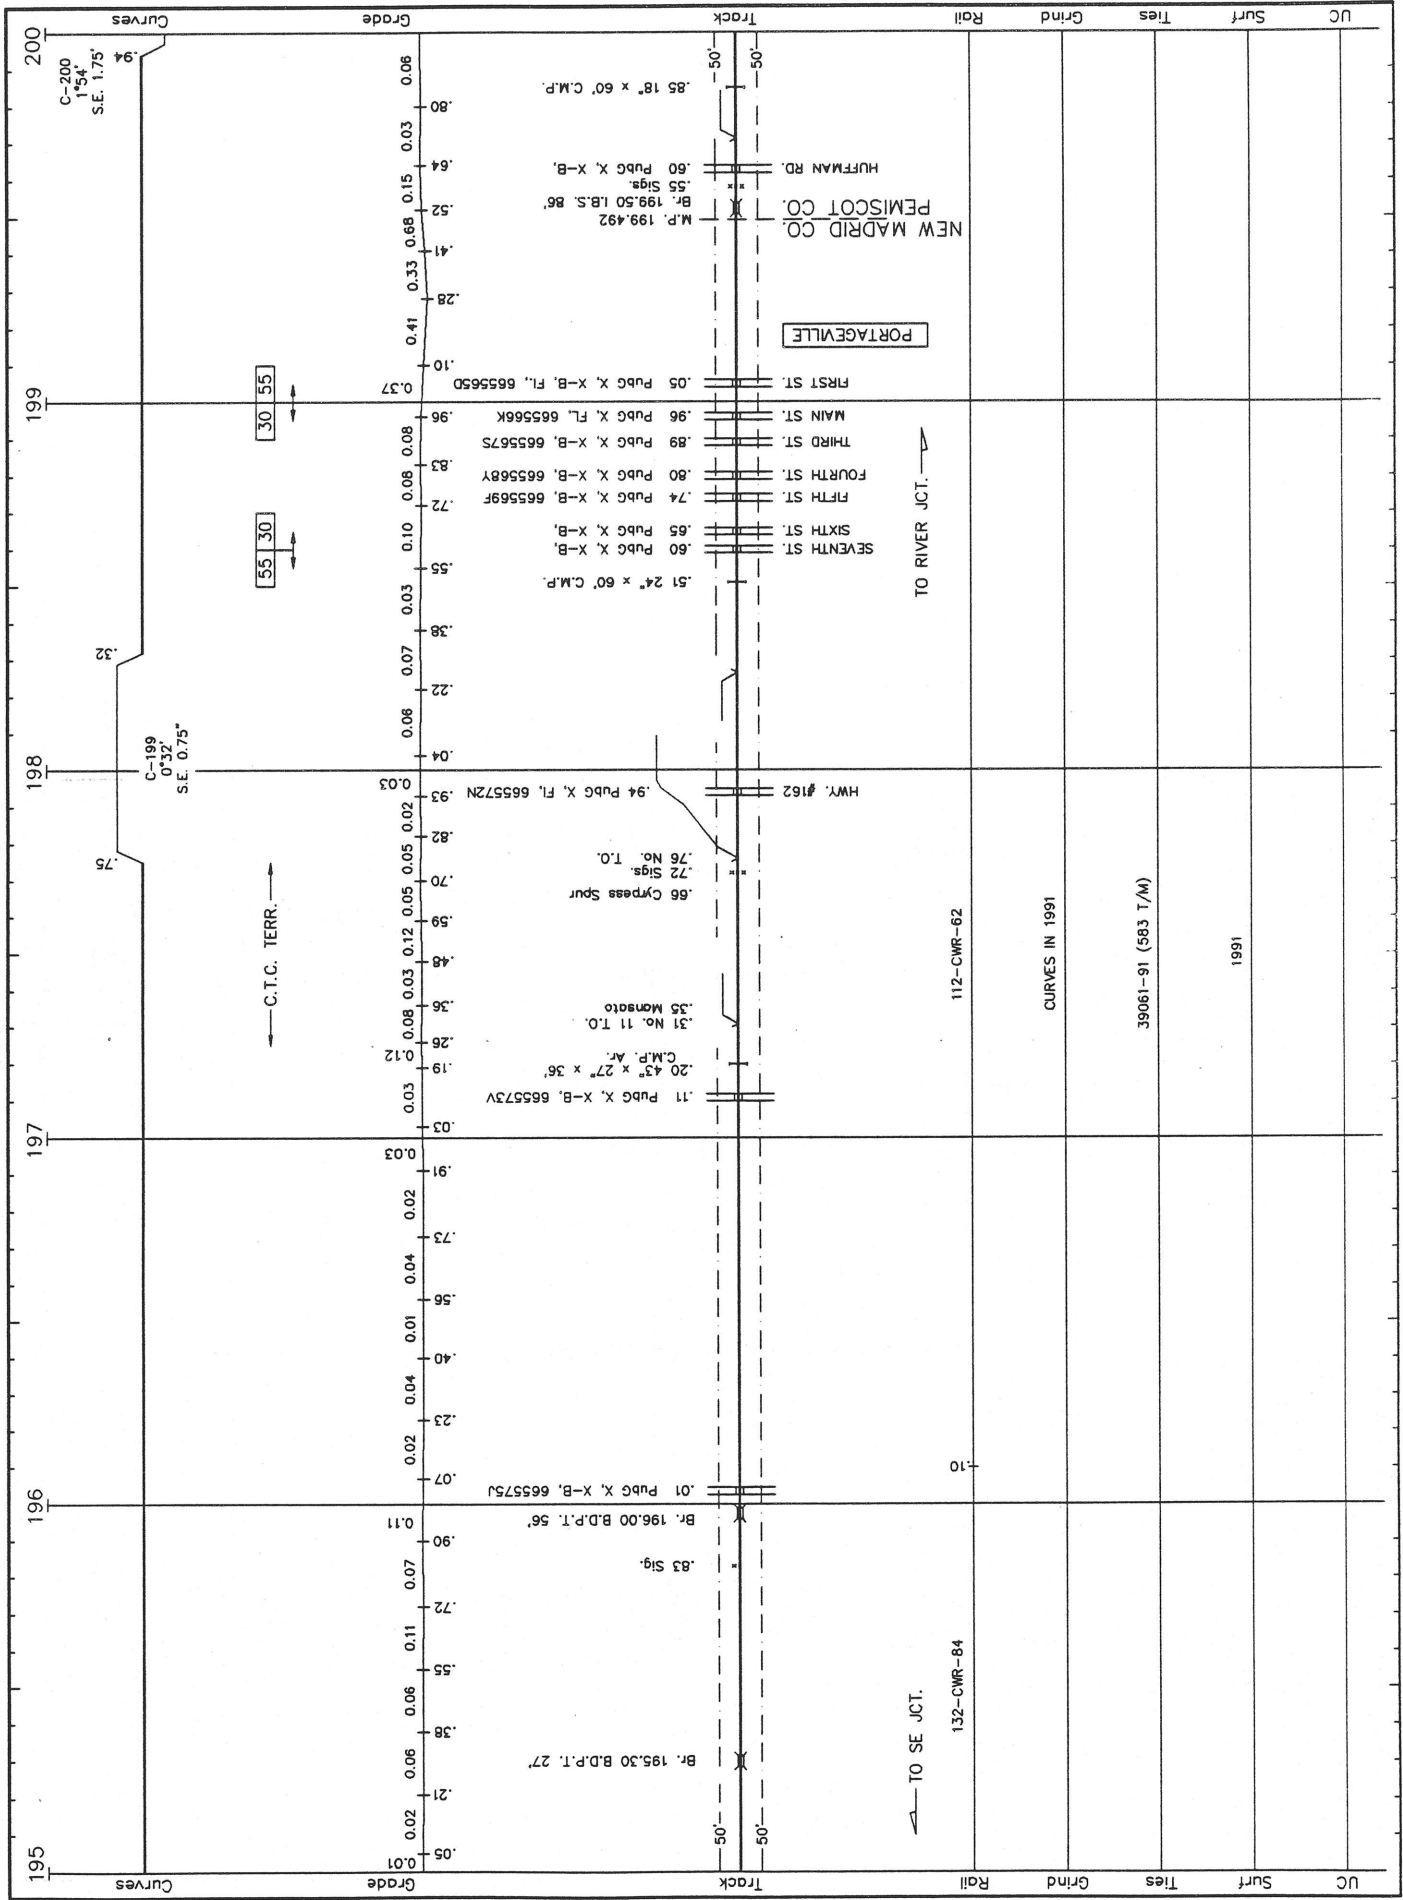 Curves
Grade
Track
Rail
Grind
Ties
Surf
UC
200
199
198
197
196
195
C-200
1°54'
S.E. 1.75'
.94
.32
C-199
0°32'
S.E. 0.75"
.75
55
30
30
55
C.T.C. TERR.
0.06
.80
0.03
.64
0.15
.52
0.68
.41
0.33
.28
0.41
.10
0.37
.96
0.08
.83
0.08
.72
0.10
.55
0.03
.38
0.07
.22
0.06
.04
0.03
.93
0.02
.82
0.05
.70
0.05
.59
0.12
.48
0.03
.36
0.08
.26
0.12
.19
0.03
.03
0.03
.91
0.02
.73
0.04
.56
0.01
.40
0.04
.23
0.02
.07
0.11
.90
0.07
.72
0.11
.55
0.06
.38
0.06
.21
0.02
.05
0.01
50'
50'
.85 18" x 60' C.M.P.
.60 PubG X, X-B,
HUFFMAN RD.
.55 Sigs.
Br. 199.50 I.B.S. 86'
M.P. 199.492
PEMISCOT CO.
NEW MADRID CO.
PORTAGEVILLE
.05 PubG X, X-B, Fl., 665565D
FIRST ST.
.96 PubG X, FL. 665566K
MAIN ST.
.89 PubG X, X-B, 665567S
THIRD ST.
.80 PubG X, X-B, 665568Y
FOURTH ST.
.74 PubG X, X-B, 665569F
FIFTH ST.
.65 PubG X, X-B,
SIXTH ST.
.60 PubG X, X-B,
SEVENTH ST.
.51 24" x 60' C.M.P.
TO RIVER JCT.
.94 PubG X, Fl, 665572N
HWY. #162
.76 No. T.O.
.72 Sigs.
.66 Cypess Spur
.35 Mansato
.31 No. 11 T.O.
.20 43" x 27" x 36'
C.M.P. Ar.
.11 PubG X, X-B, 665573V
.01 PubG X, X-B, 665575J
Br. 196.00 B.D.P.T. 56'
.83 Sig.
Br. 195.30 B.D.P.T. 27'
50'
50'
TO SE JCT.
112-CWR-62
.10
132-CWR-84
CURVES IN 1991
39061-91 (583 T/M)
1991
Curves
Grade
Track
Rail
Grind
Ties
Surf
UC